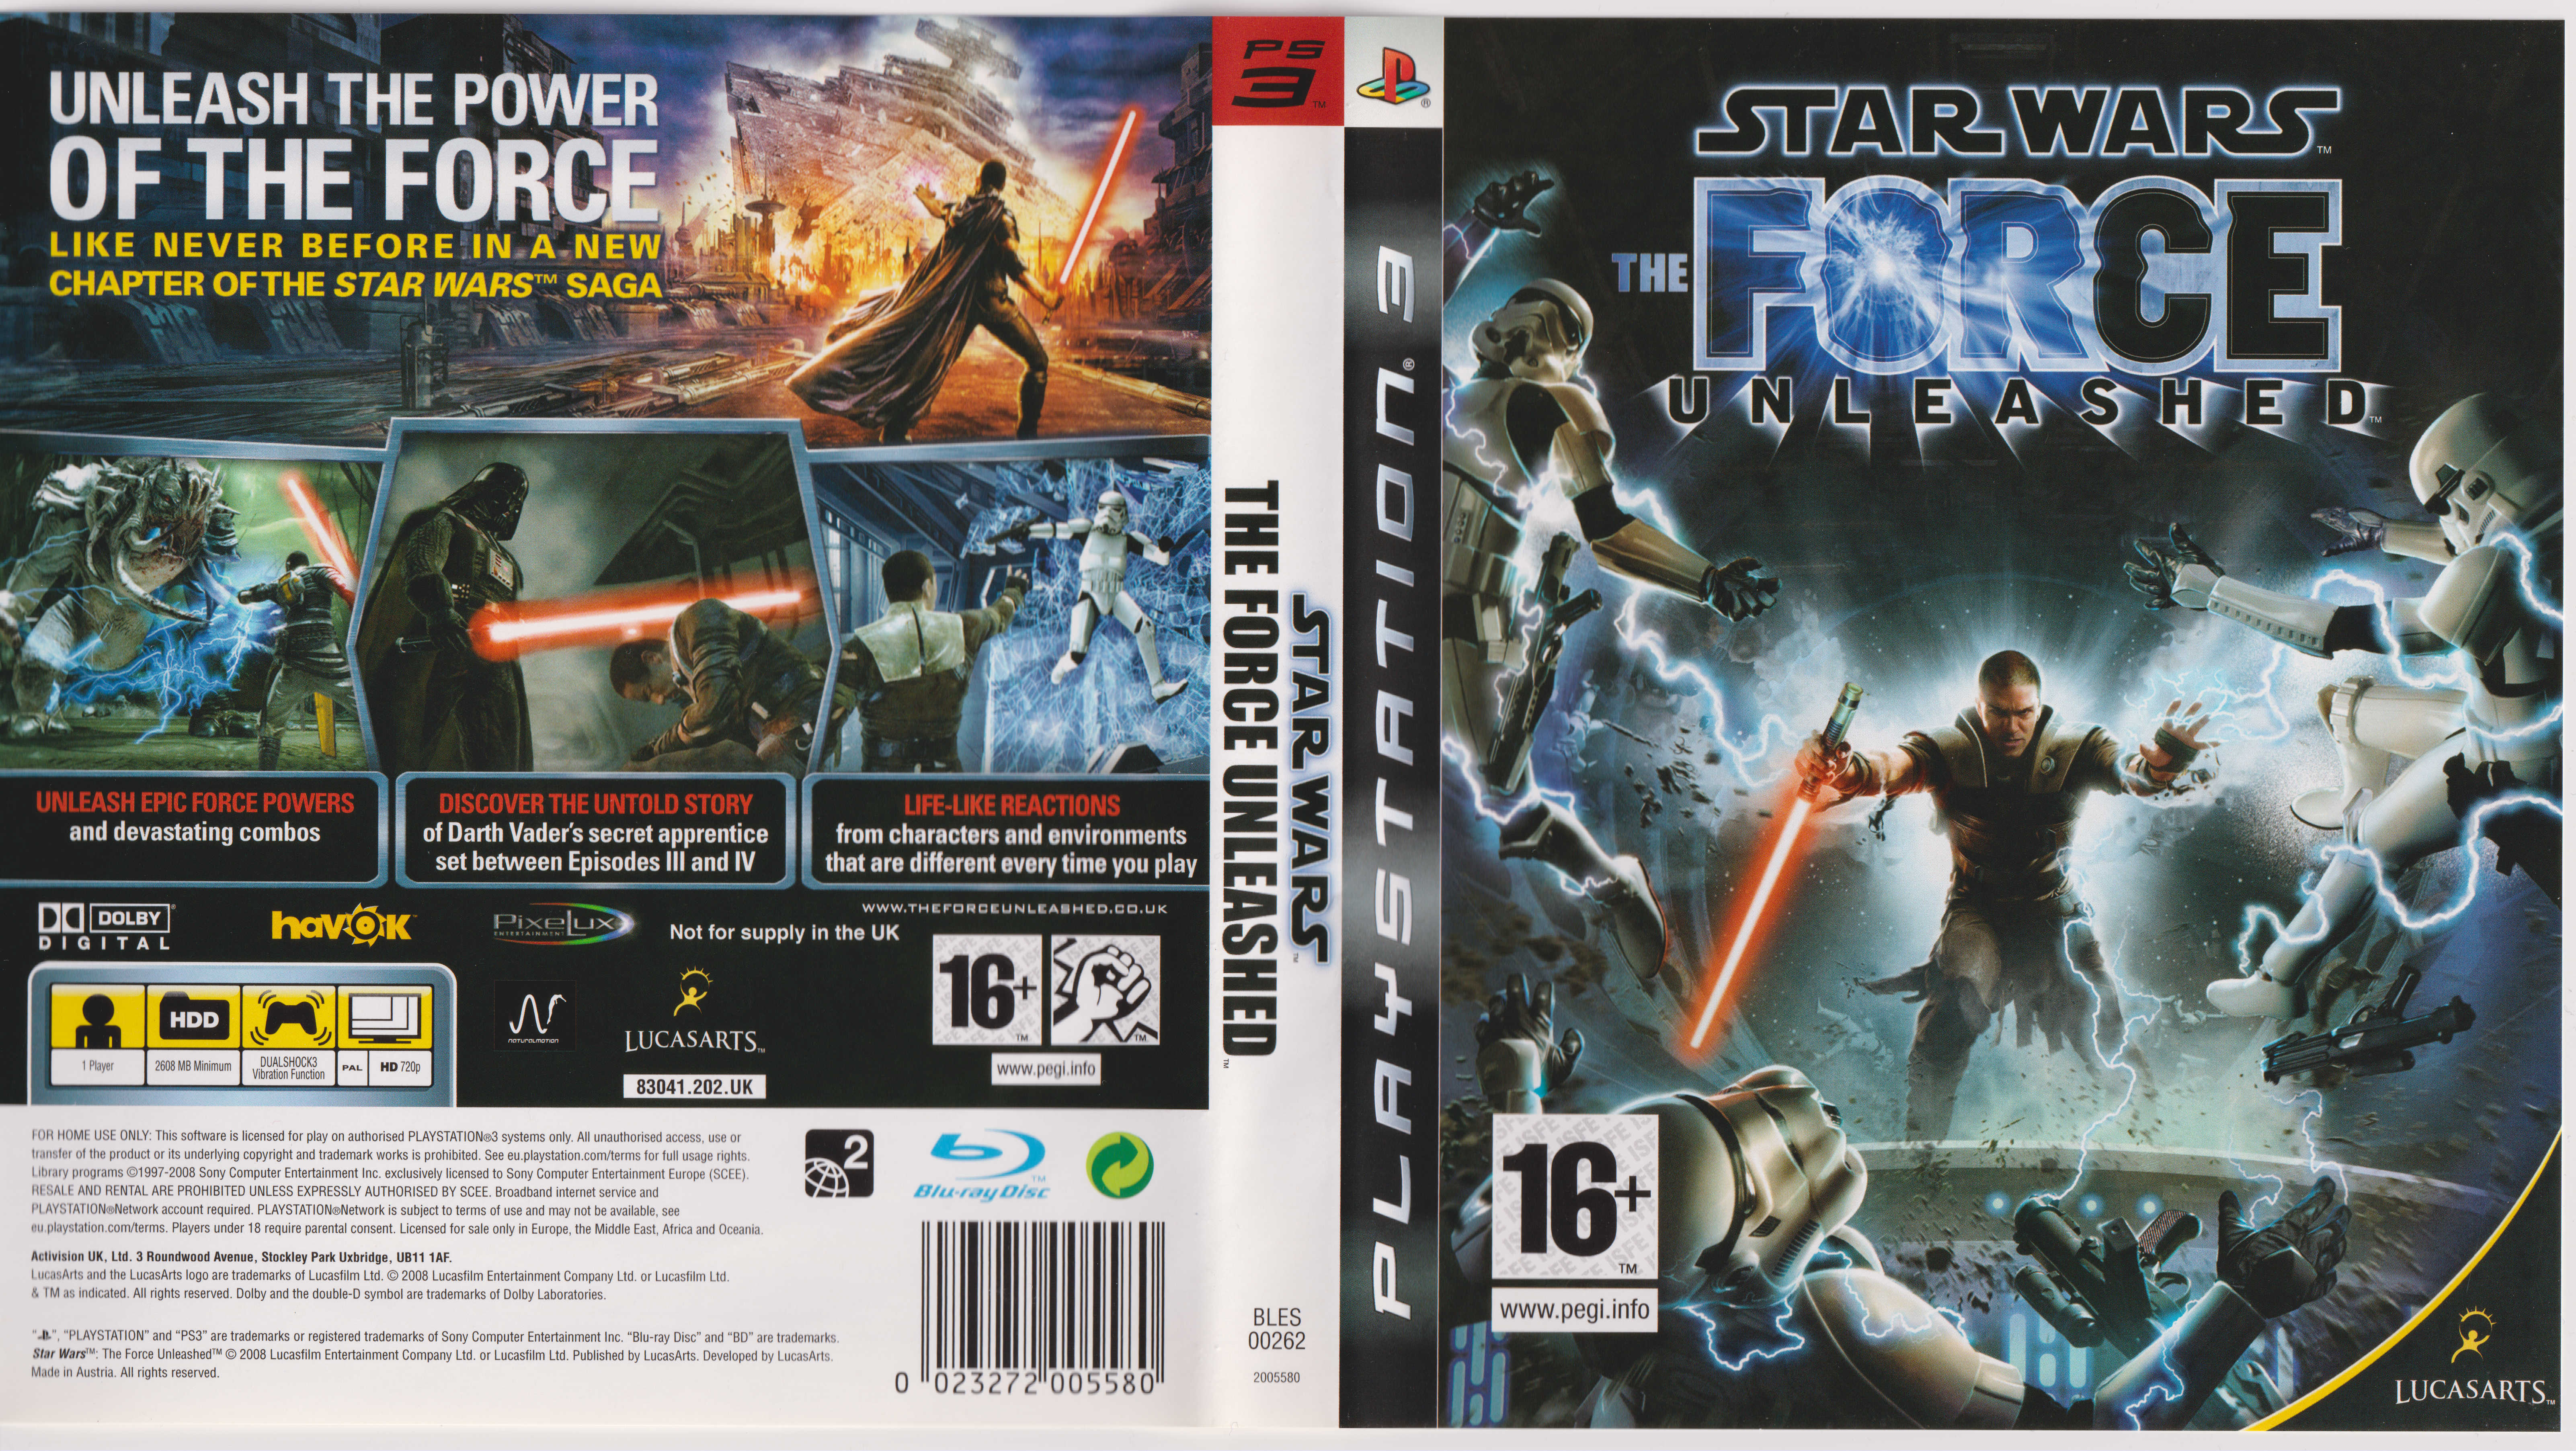 UNLEASH THE POWER
OF THE FORCE
LIKE NEVER BEFORE IN A NEW
CHAPTER OF THE STAR WARS™ SAGA
UNLEASH EPIC FORCE POWERS
and devastating combos
DISCOVER THE UNTOLD STORY
of Darth Vader's secret apprentice
set between Episodes III and IV
LIFE-LIKE REACTIONS
from characters and environments
that are different every time you play
DOLBY®
DIGITAL
havok™
PixeLux
ENTERTAINMENT
Not for supply in the UK
WWW.THEFORCEUNLEASHED.CO.UK
HDD
1 Player
2608 MB Minimum
DUALSHOCK3
Vibration Function
PAL
HD 720p
naturalmotion
LUCASARTS™
83041.202.UK
16+™
™
www.pegi.info
FOR HOME USE ONLY: This software is licensed for play on authorised PLAYSTATION®3 systems only. All unauthorised access, use or
transfer of the product or its underlying copyright and trademark works is prohibited. See eu.playstation.com/terms for full usage rights.
Library programs ©1997-2008 Sony Computer Entertainment Inc. exclusively licensed to Sony Computer Entertainment Europe (SCEE).
RESALE AND RENTAL ARE PROHIBITED UNLESS EXPRESSLY AUTHORISED BY SCEE. Broadband internet service and
PLAYSTATION®Network account required. PLAYSTATION®Network is subject to terms of use and may not be available, see
eu.playstation.com/terms. Players under 18 require parental consent. Licensed for sale only in Europe, the Middle East, Africa and Oceania.
Activision UK, Ltd. 3 Roundwood Avenue, Stockley Park Uxbridge, UB11 1AF.
LucasArts and the LucasArts logo are trademarks of Lucasfilm Ltd. © 2008 Lucasfilm Entertainment Company Ltd. or Lucasfilm Ltd.
& TM as indicated. All rights reserved. Dolby and the double-D symbol are trademarks of Dolby Laboratories.
"", "PLAYSTATION" and "PS3" are trademarks or registered trademarks of Sony Computer Entertainment Inc. "Blu-ray Disc" and "BD" are trademarks.
Star Wars™: The Force Unleashed™ © 2008 Lucasfilm Entertainment Company Ltd. or Lucasfilm Ltd. Published by LucasArts. Developed by LucasArts.
Made in Austria. All rights reserved.
2
Blu-ray Disc™
0 023272 005580
PS3™
STAR WARS™
THE FORCE UNLEASHED™
BLES
00262
2005580
®
PLAYSTATION®3
STAR WARS™
THE FORCE
UNLEASHED™
16+™
www.pegi.info
LUCASARTS™